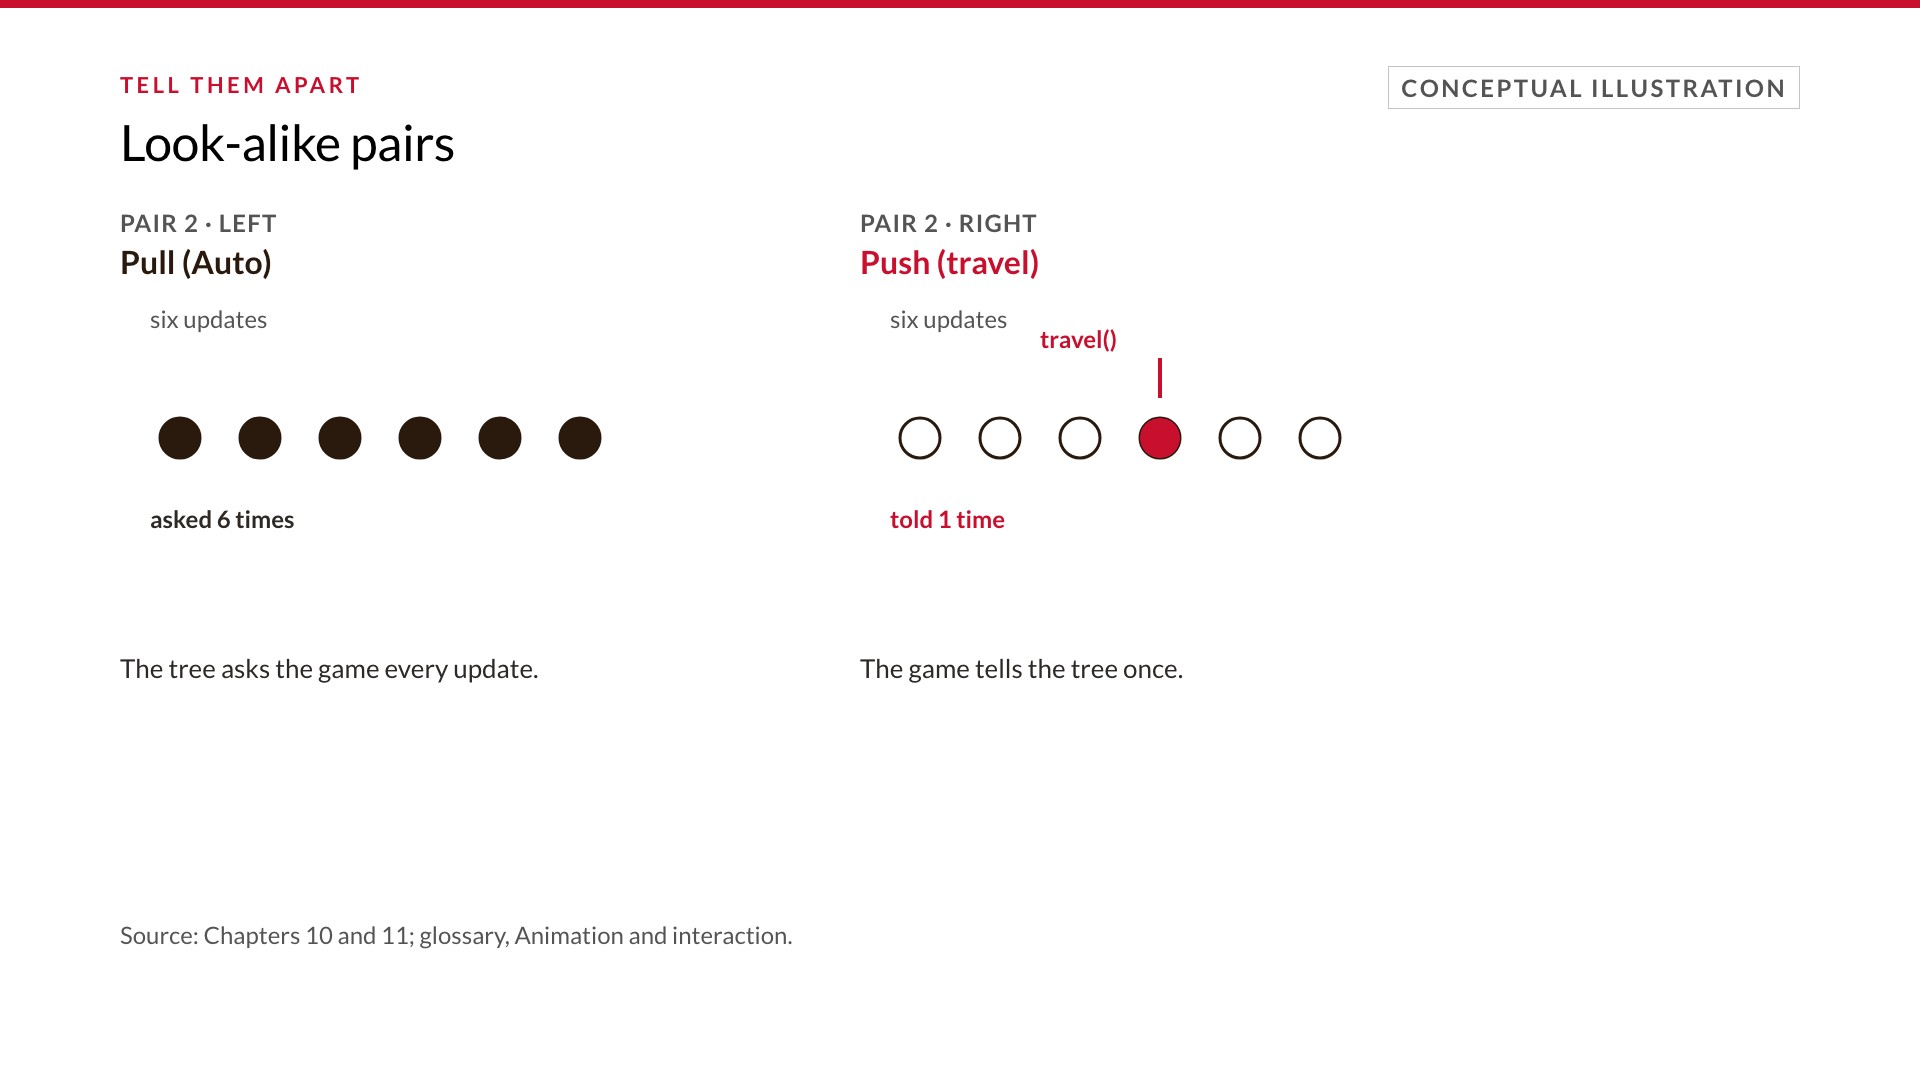 TELL THEM APART
CONCEPTUAL ILLUSTRATION
Look-alike pairs
PAIR 2 · LEFT
Pull (Auto)
six updates
asked 6 times
The tree asks the game every update.
PAIR 2 · RIGHT
Push (travel)
six updates
travel()
told 1 time
The game tells the tree once.
Source: Chapters 10 and 11; glossary, Animation and interaction.